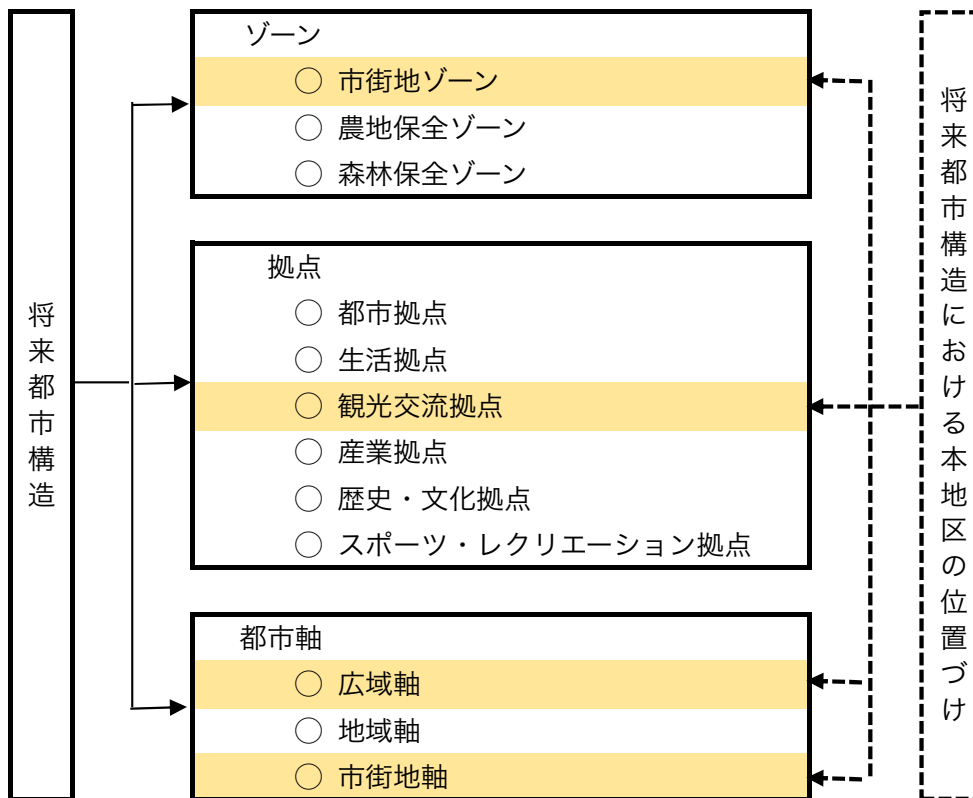 将来都市構造
ゾーン
○ 市街地ゾーン
○ 農地保全ゾーン
○ 森林保全ゾーン
拠点
○ 都市拠点
○ 生活拠点
○ 観光交流拠点
○ 産業拠点
○ 歴史・文化拠点
○ スポーツ・レクリエーション拠点
都市軸
○ 広域軸
○ 地域軸
○ 市街地軸
将来都市構造における本地区の位置づけ